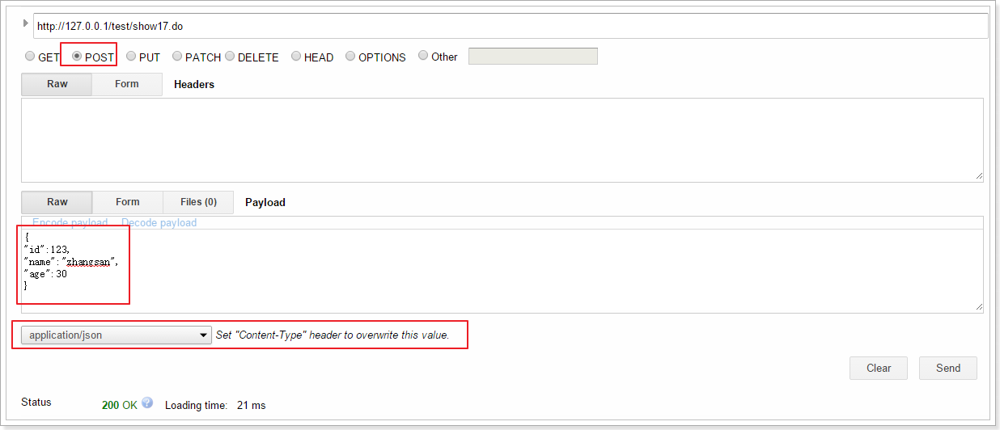 http://127.0.0.1/test/show17.do
GET POST PUT PATCH DELETE HEAD OPTIONS Other
Raw Form Headers
Raw Form Files (0) Payload
Encode payload Decode payload
{
"id":123,
"name":"zhangsan",
"age":30
}
application/json Set "Content-Type" header to overwrite this value.
Clear Send
Status 200 OK ? Loading time: 21 ms